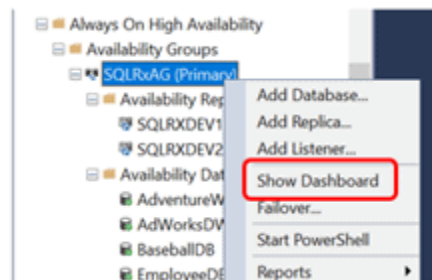 Always On High Availability
Availability Groups
SQLRxAG (Primary)
Availability Rep
SQLRXDEV1
SQLRXDEV2
Availability Dat
AdventureW
AdWorksDW
BaseballDB
EmployeeDB
Add Database...
Add Replica...
Add Listener...
Show Dashboard
Failover...
Start PowerShell
Reports